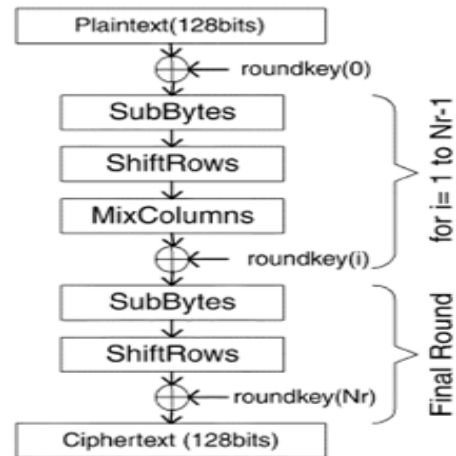 Plaintext(128bits)
roundkey(0)
SubBytes
ShiftRows
MixColumns
for i= 1 to Nr-1
roundkey(i)
SubBytes
ShiftRows
Final Round
roundkey(Nr)
Ciphertext (128bits)